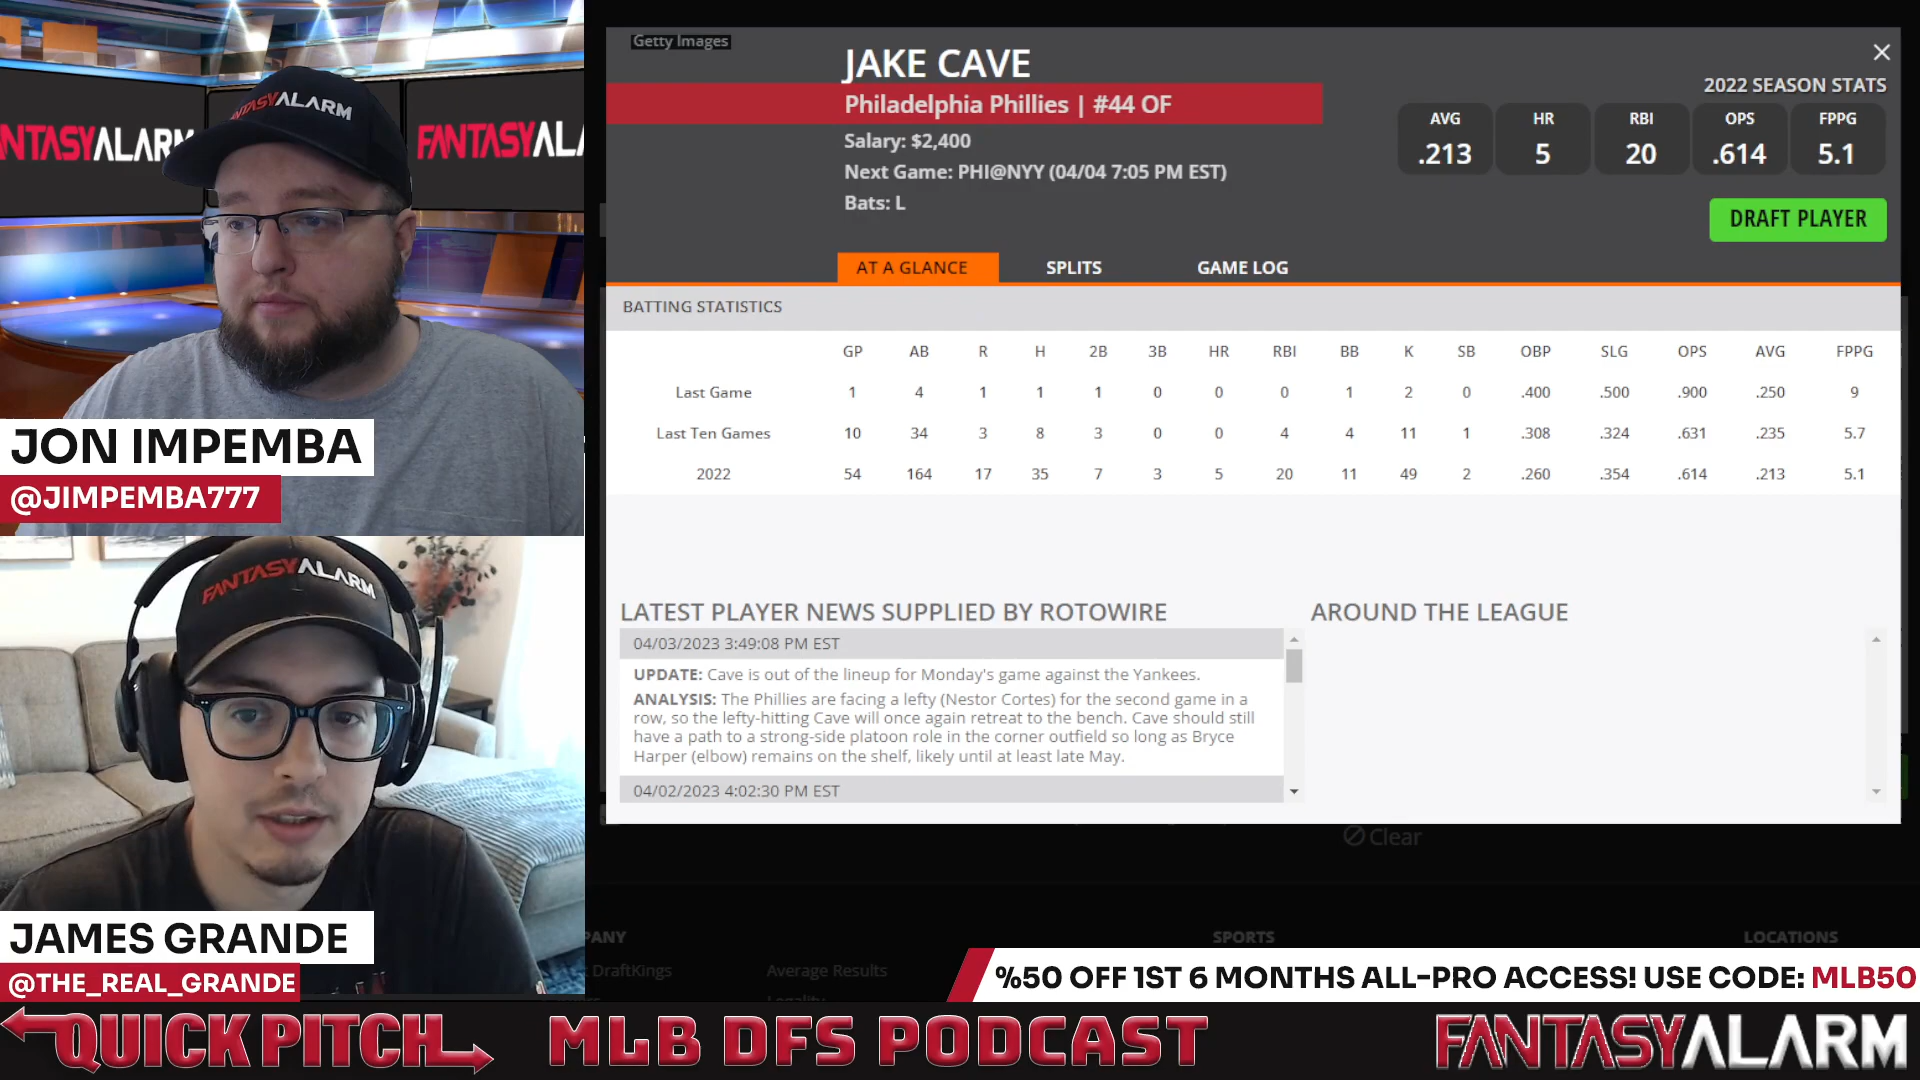 FANTASYALARM
NTASYALARM
FANTASYAL
JON IMPEMBA
@JIMPEMBA777
FANTASYALARM
JAMES GRANDE
@THE_REAL_GRANDE
Getty Images
JAKE CAVE
Philadelphia Phillies | #44 OF
Salary: $2,400
Next Game: PHI@NYY (04/04 7:05 PM EST)
Bats: L
2022 SEASON STATS
AVG HR RBI OPS FPPG
.213 5 20 .614 5.1
DRAFT PLAYER
AT A GLANCE SPLITS GAME LOG
BATTING STATISTICS
GP AB R H 2B 3B HR RBI BB K SB OBP SLG OPS AVG FPPG
Last Game 1 4 1 1 1 0 0 0 1 2 0 .400 .500 .900 .250 9
Last Ten Games 10 34 3 8 3 0 0 4 4 11 1 .308 .324 .631 .235 5.7
2022 54 164 17 35 7 3 5 20 11 49 2 .260 .354 .614 .213 5.1
LATEST PLAYER NEWS SUPPLIED BY ROTOWIRE
04/03/2023 3:49:08 PM EST
UPDATE: Cave is out of the lineup for Monday's game against the Yankees.
ANALYSIS: The Phillies are facing a lefty (Nestor Cortes) for the second game in a
row, so the lefty-hitting Cave will once again retreat to the bench. Cave should still
have a path to a strong-side platoon role in the corner outfield so long as Bryce
Harper (elbow) remains on the shelf, likely until at least late May.
04/02/2023 4:02:30 PM EST
AROUND THE LEAGUE
Clear
PANY SPORTS LOCATIONS
DraftKings Average Results
Legality
%50 OFF 1ST 6 MONTHS ALL-PRO ACCESS! USE CODE: MLB50
QUICK PITCH MLB DFS PODCAST FANTASYALARM